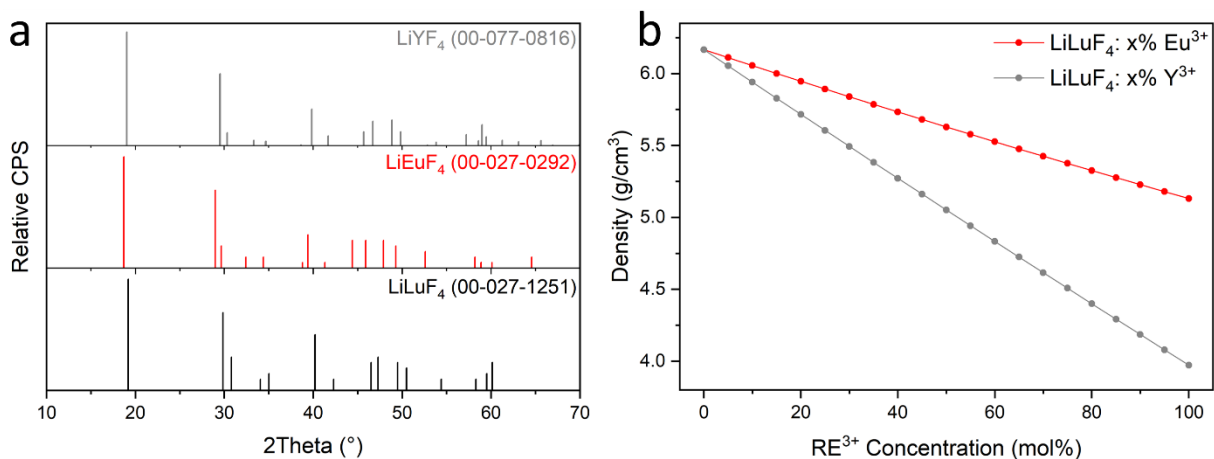 a
LiYF₄ (00-077-0816)
LiEuF₄ (00-027-0292)
LiLuF₄ (00-027-1251)
Relative CPS
10 20 30 40 50 60 70
2Theta (°)
b
LiLuF₄: x% Eu³⁺
LiLuF₄: x% Y³⁺
6.0
5.5
5.0
4.5
4.0
Density (g/cm³)
0 20 40 60 80 100
RE³⁺ Concentration (mol%)